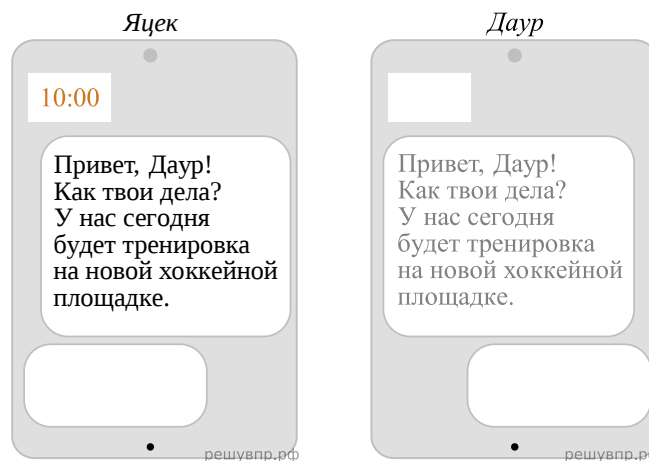 Яцек
Даур
10:00
Привет, Даур!
Как твои дела?
У нас сегодня
будет тренировка
на новой хоккейной
площадке.
Привет, Даур!
Как твои дела?
У нас сегодня
будет тренировка
на новой хоккейной
площадке.
решувпр.рф
решувпр.рф